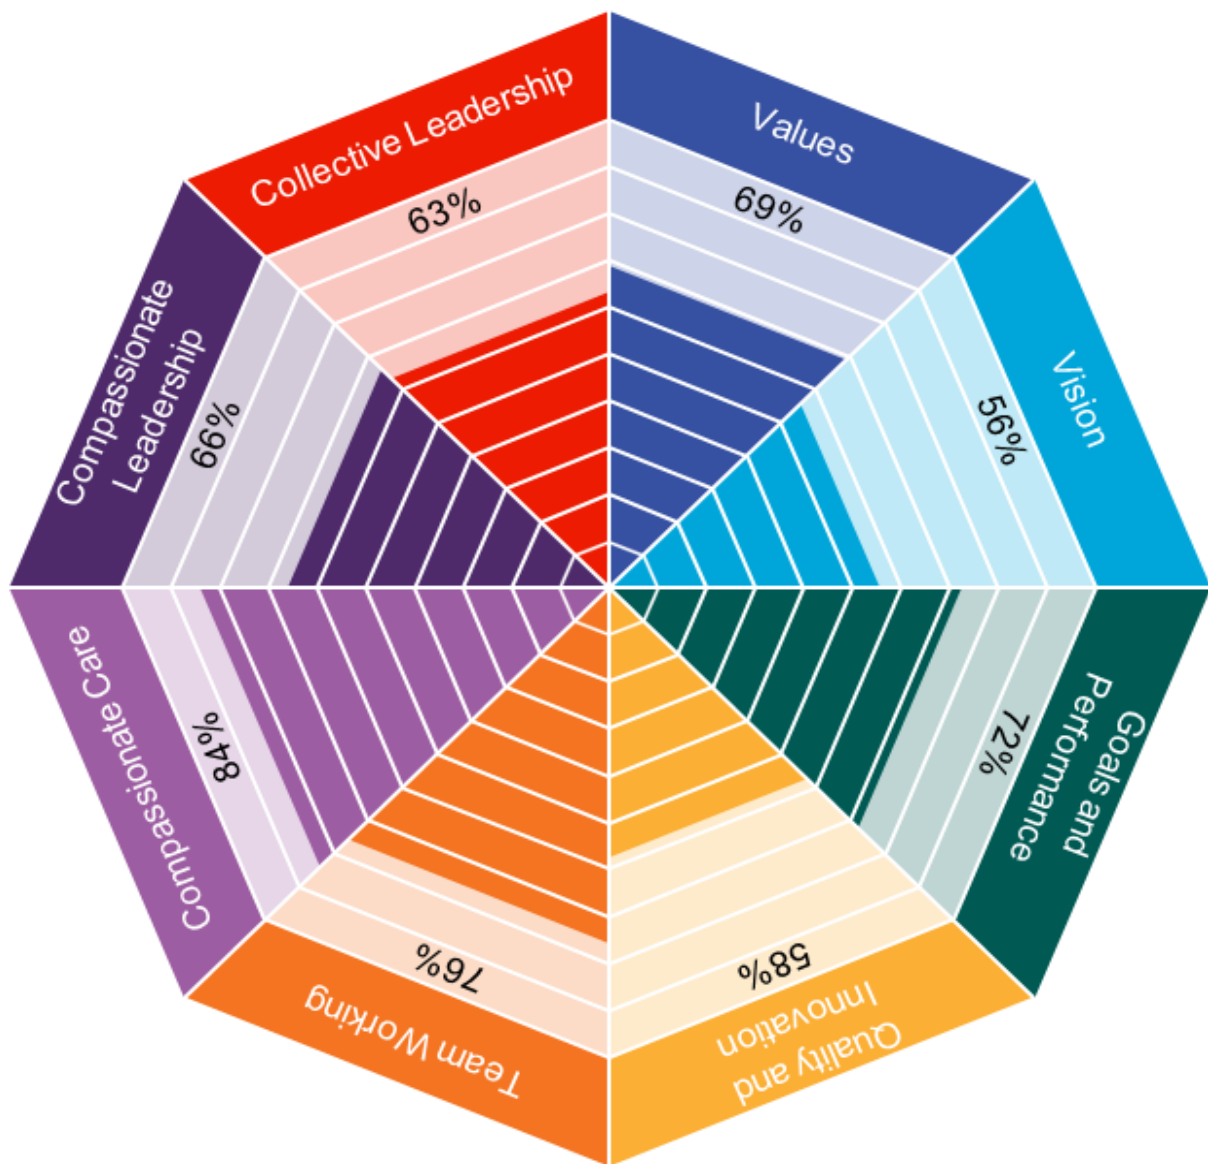 Collective Leadership
63%
Values
69%
Vision
56%
Goals and
Performance
72%
Quality and
Innovation
58%
Team Working
76%
Compassionate Care
84%
Compassionate
Leadership
66%